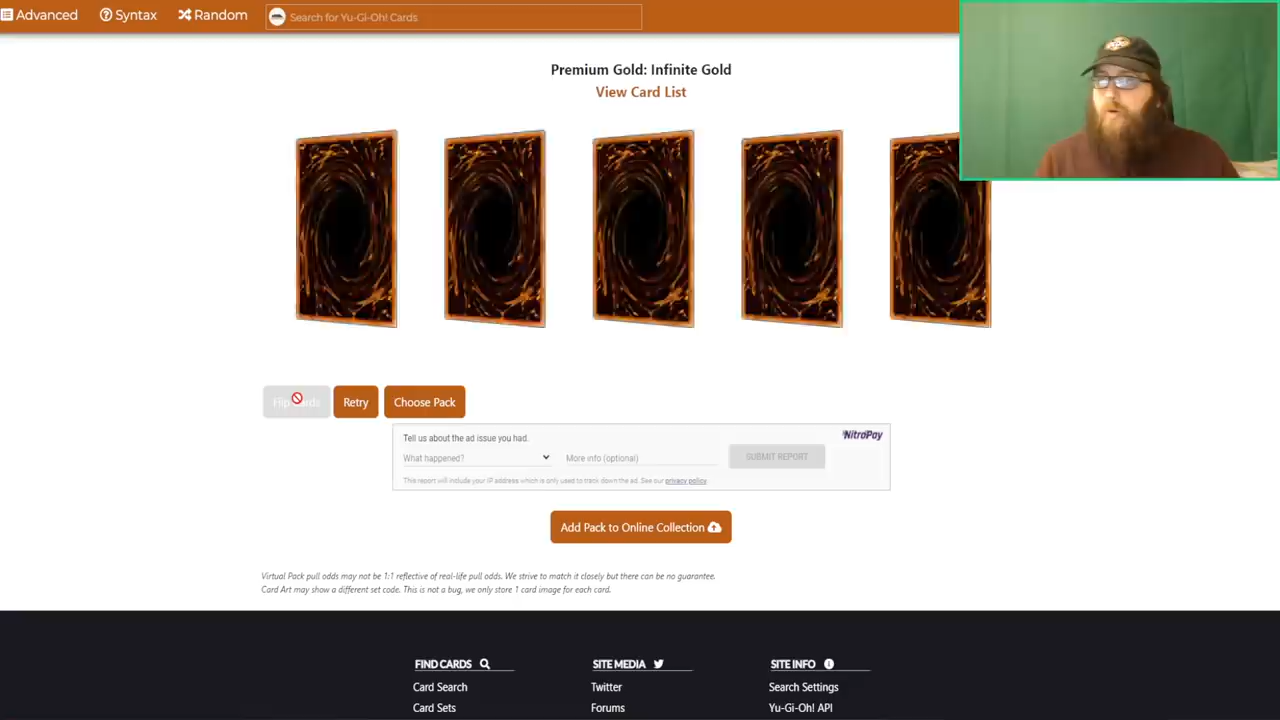 Advanced
Syntax
Random
Search for Yu-Gi-Oh! Cards
Premium Gold: Infinite Gold
View Card List
Flip Cards
Retry
Choose Pack
Tell us about the ad issue you had.
NitroPay
What happened?
More info (optional)
SUBMIT REPORT
This report will include your IP address which is only used to track down the ad. See our privacy policy
Add Pack to Online Collection
Virtual Pack pull odds may not be 1:1 reflective of real-life pull odds. We strive to match it closely but there can be no guarantee.
Card Art may show a different set code. This is not a bug, we only store 1 card image for each card.
FIND CARDS
SITE MEDIA
SITE INFO
Card Search
Twitter
Search Settings
Card Sets
Forums
Yu-Gi-Oh! API